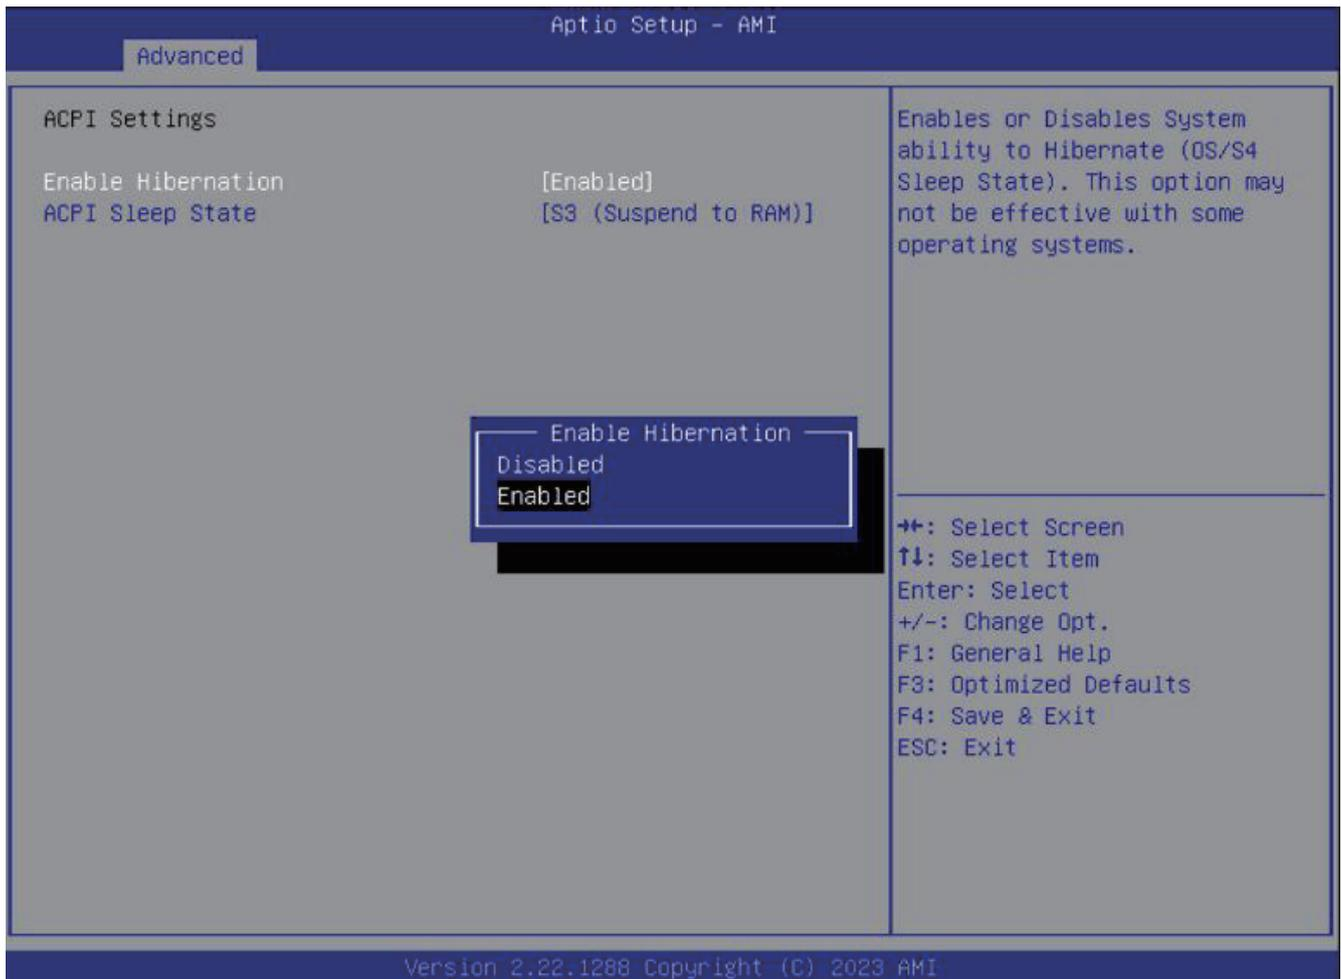 Aptio Setup - AMI
Advanced
ACPI Settings
Enable Hibernation [Enabled]
ACPI Sleep State [S3 (Suspend to RAM)]
Enables or Disables System
ability to Hibernate (OS/S4
Sleep State). This option may
not be effective with some
operating systems.
Enable Hibernation
Disabled
Enabled
→←: Select Screen
↑↓: Select Item
Enter: Select
+/-: Change Opt.
F1: General Help
F3: Optimized Defaults
F4: Save & Exit
ESC: Exit
Version 2.22.1288 Copyright (C) 2023 AMI